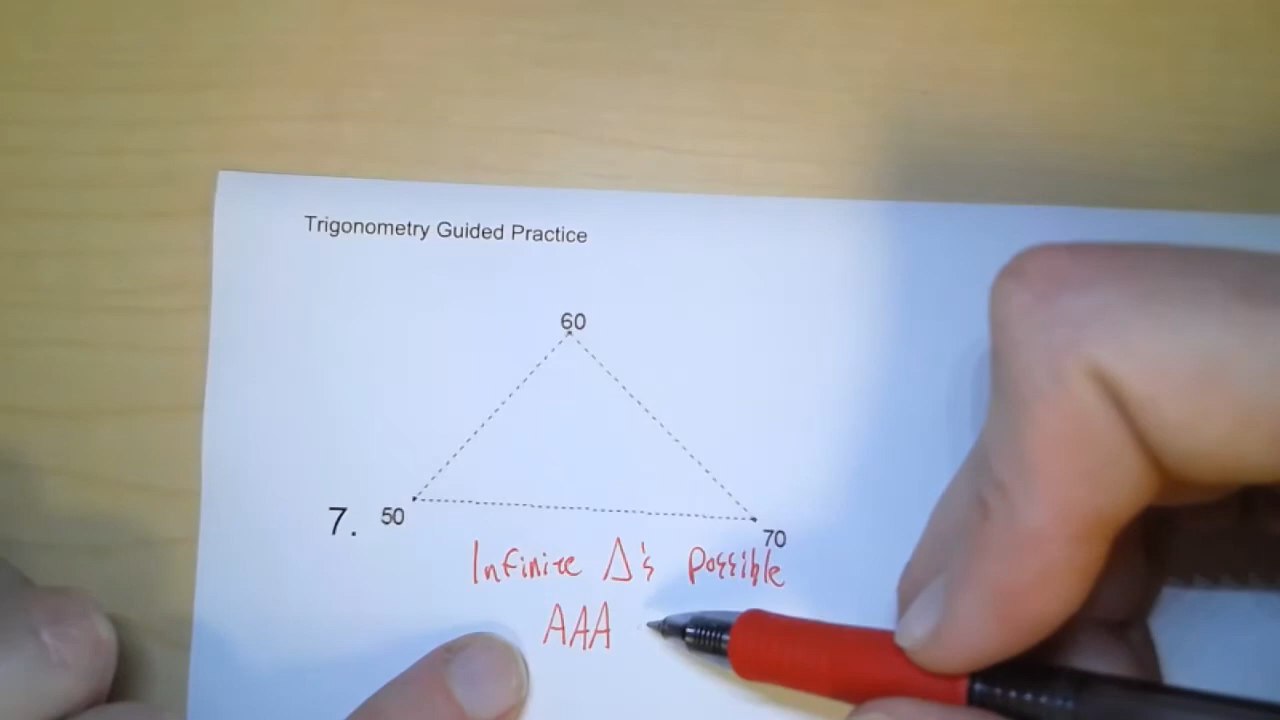 Trigonometry Guided Practice
60
7. 50
70
Infinite Δ's possible
AAA